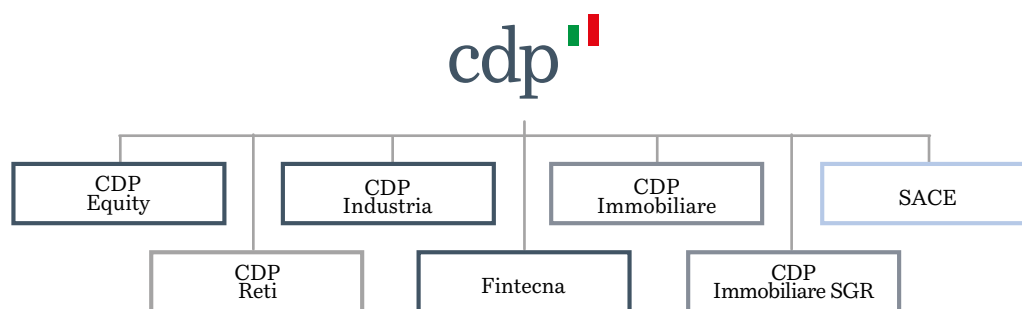 cdp
CDP
Equity
CDP
Industria
CDP
Immobiliare
SACE
CDP
Reti
Fintecna
CDP
Immobiliare SGR